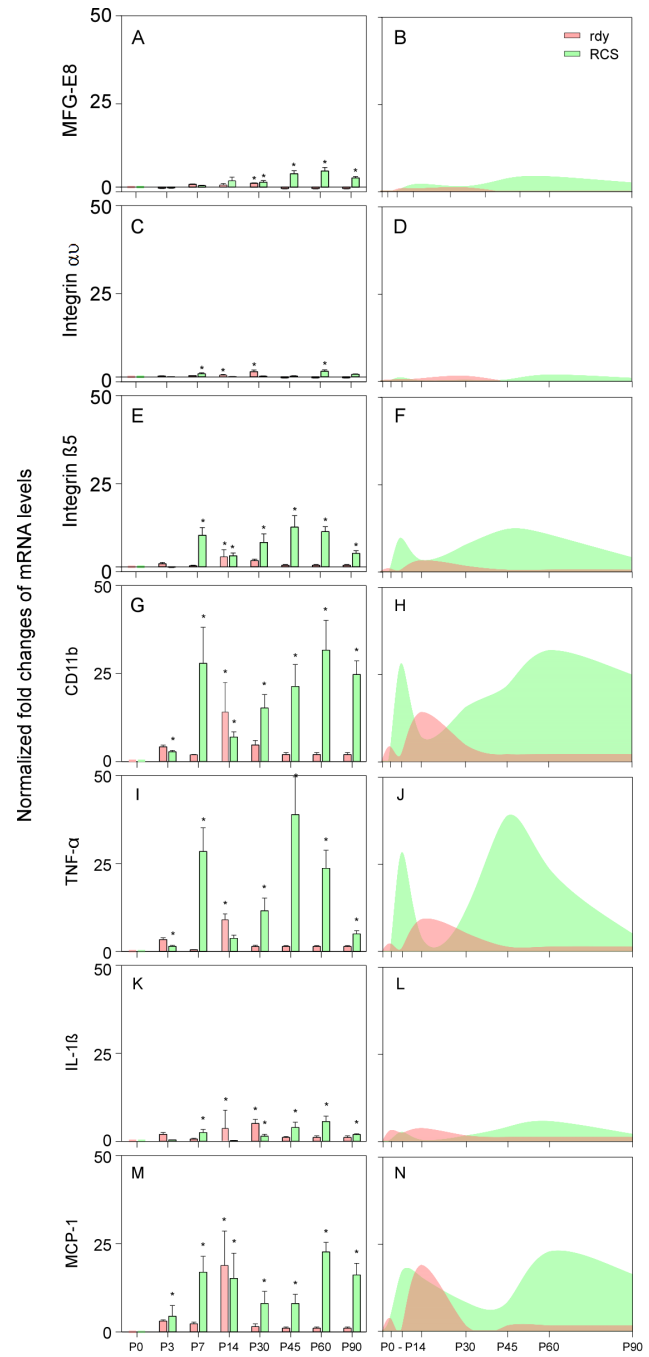 Normalized fold changes of mRNA levels
MFG-E8
50
25
0
A
*
*
*
*
*
B
rdy
RCS
Integrin αυ
50
25
0
C
*
*
*
*
D
Integrin ß5
50
25
0
E
*
*
*
*
*
*
*
F
CD11b
50
25
0
G
*
*
*
*
*
*
*
*
H
TNF-α
50
25
0
I
*
*
*
*
*
*
*
J
IL-1ß
50
25
0
K
*
*
*
*
*
*
*
L
MCP-1
50
25
0
M
*
*
*
*
*
*
*
*
N
P0 P3 P7 P14 P30 P45 P60 P90
P0 - P14 P30 P45 P60 P90